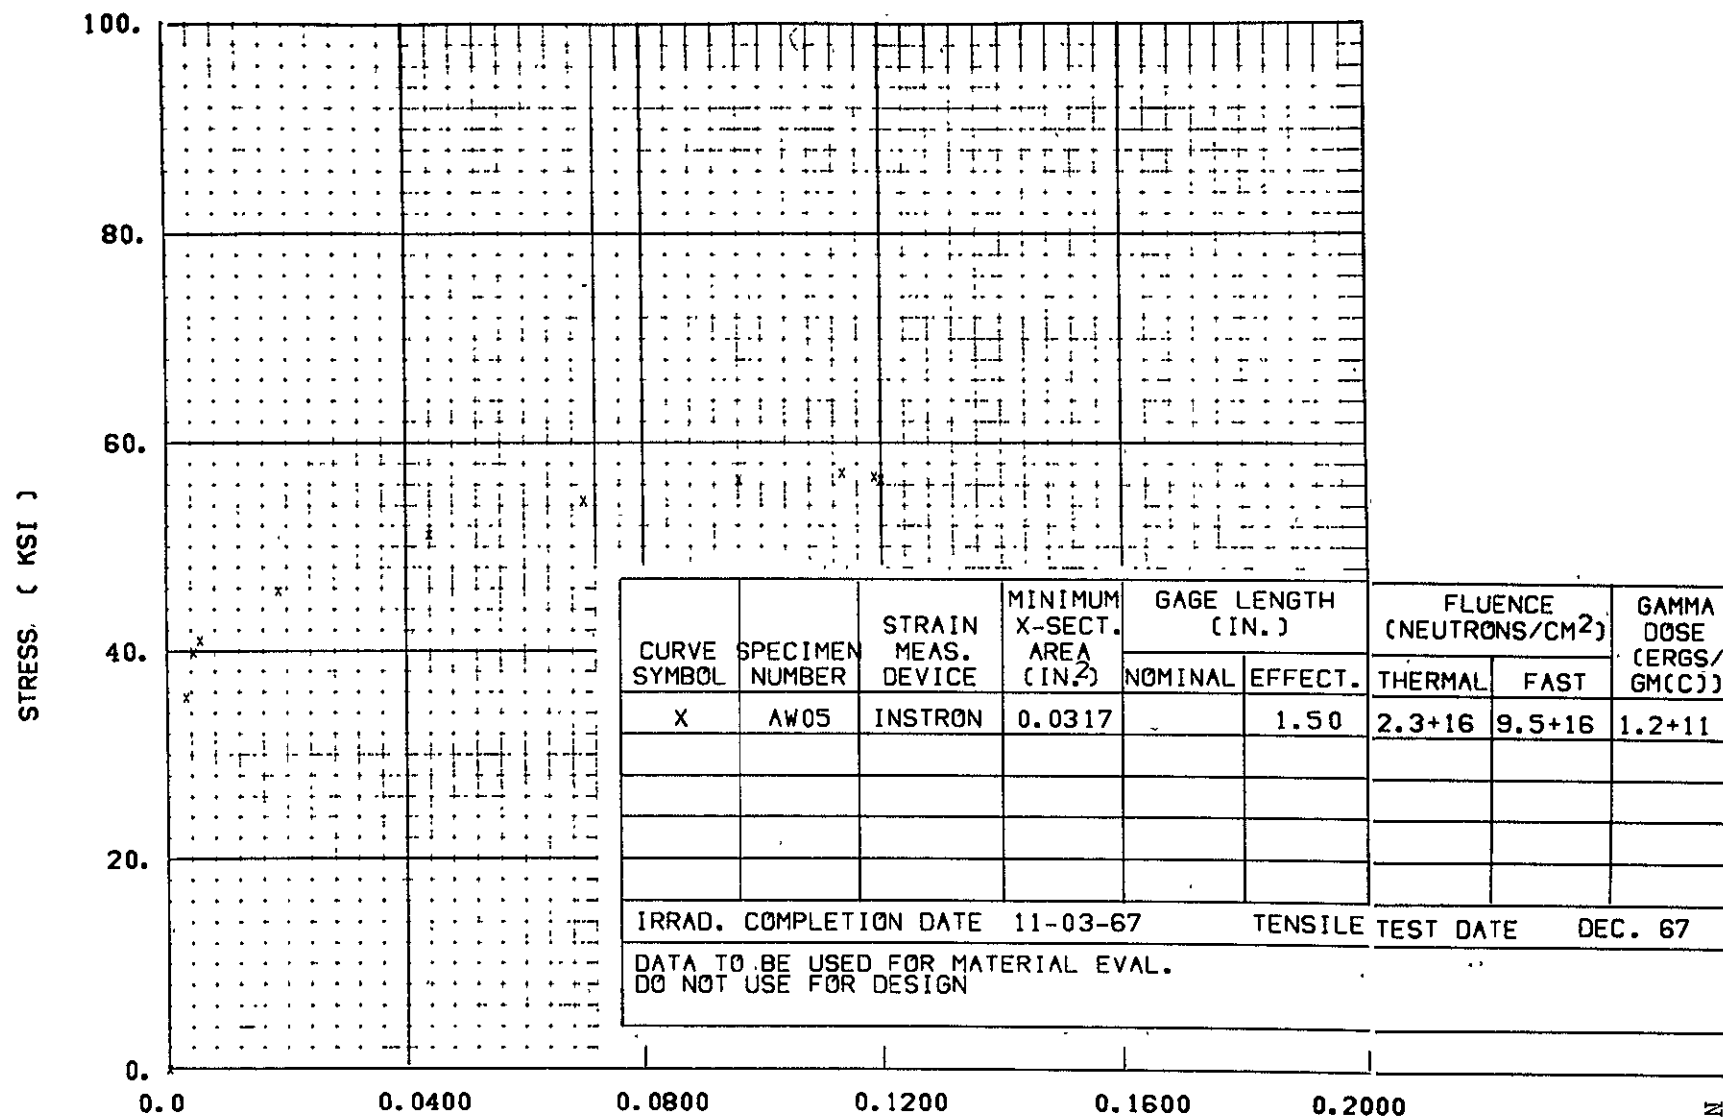 100.
80.
60.
40.
20.
0.
STRESS, ( KSI )
0.0 0.0400 0.0800 0.1200 0.1600 0.2000
CURVE SYMBOL SPECIMEN NUMBER STRAIN MEAS. DEVICE MINIMUM X-SECT. AREA (IN.2) GAGE LENGTH (IN.) NOMINAL EFFECT. FLUENCE (NEUTRONS/CM2) THERMAL FAST GAMMA DOSE (ERGS/ GM(C))
X AW05 INSTRON 0.0317 1.50 2.3+16 9.5+16 1.2+11
IRRAD. COMPLETION DATE 11-03-67 TENSILE TEST DATE DEC. 67
DATA TO BE USED FOR MATERIAL EVAL.
DO NOT USE FOR DESIGN